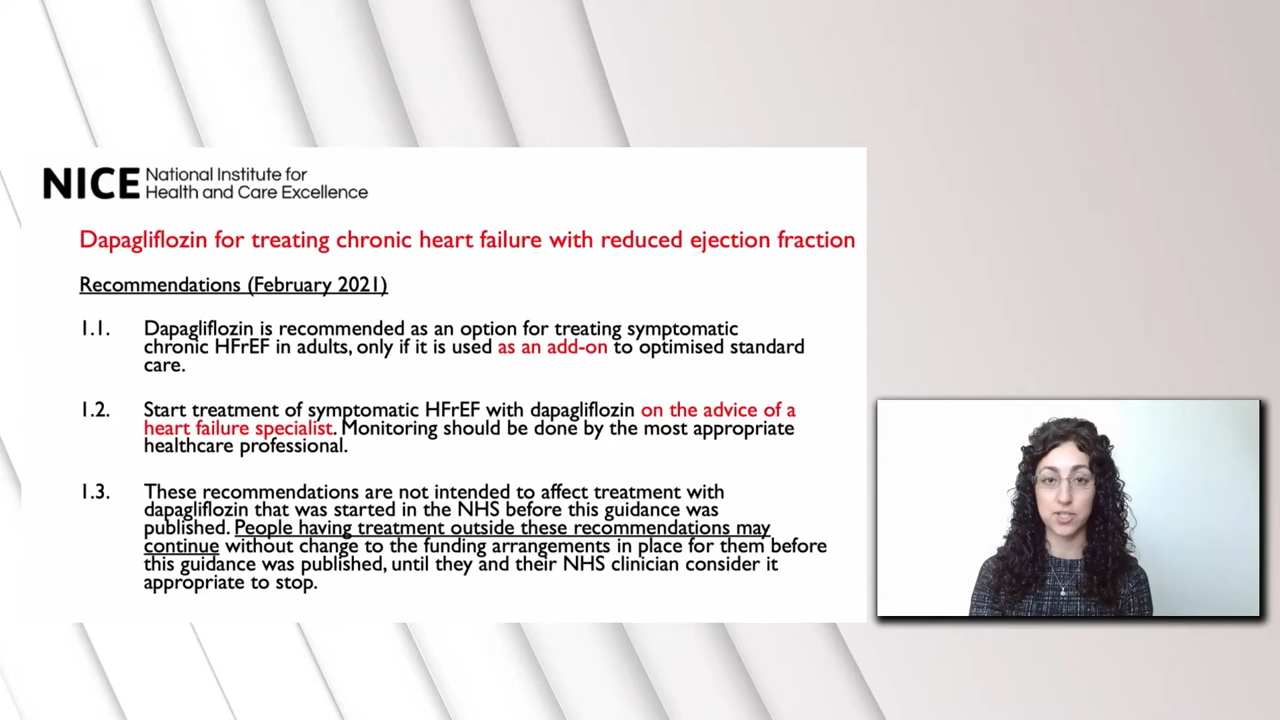 NICE National Institute for
Health and Care Excellence
Dapagliflozin for treating chronic heart failure with reduced ejection fraction
Recommendations (February 2021)
1.1. Dapagliflozin is recommended as an option for treating symptomatic
chronic HFrEF in adults, only if it is used as an add-on to optimised standard
care.
1.2. Start treatment of symptomatic HFrEF with dapagliflozin on the advice of a
heart failure specialist. Monitoring should be done by the most appropriate
healthcare professional.
1.3. These recommendations are not intended to affect treatment with
dapagliflozin that was started in the NHS before this guidance was
published. People having treatment outside these recommendations may
continue without change to the funding arrangements in place for them before
this guidance was published, until they and their NHS clinician consider it
appropriate to stop.